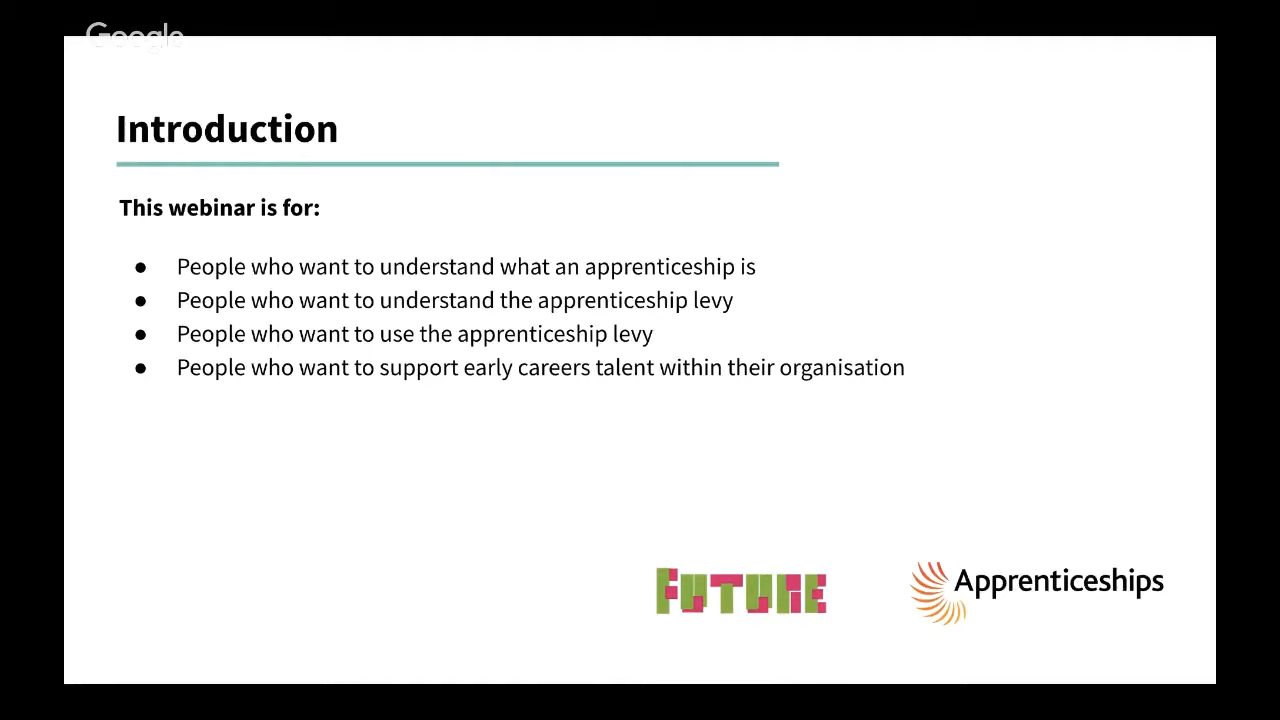 Google
Introduction
This webinar is for:
● People who want to understand what an apprenticeship is
● People who want to understand the apprenticeship levy
● People who want to use the apprenticeship levy
● People who want to support early careers talent within their organisation
FUTURE
Apprenticeships